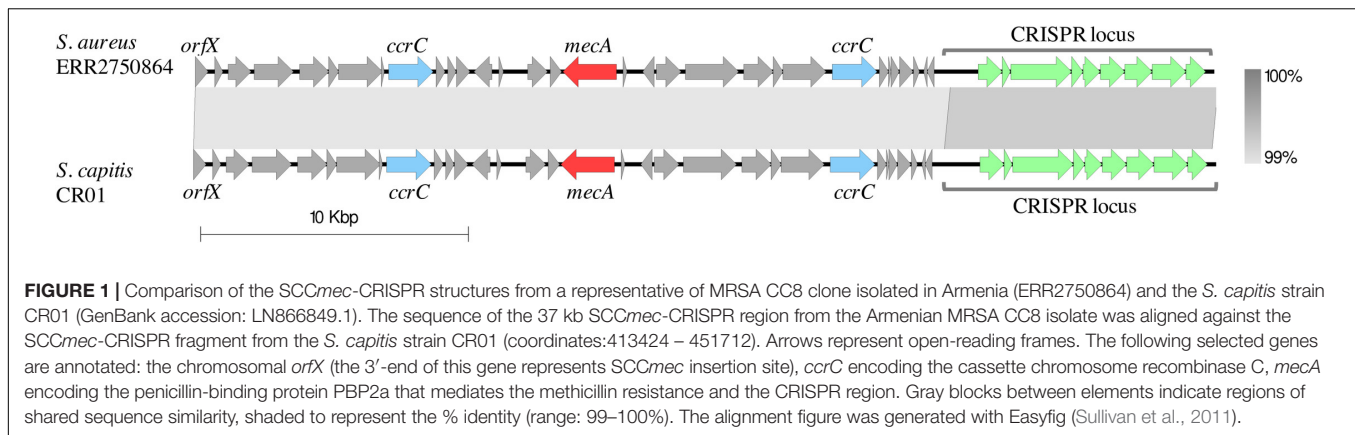 S. aureus
ERR2750864
orfX
ccrC
mecA
ccrC
CRISPR locus
100%
99%
S. capitis
CR01
orfX
ccrC
mecA
ccrC
CRISPR locus
10 Kbp
FIGURE 1 | Comparison of the SCCmec-CRISPR structures from a representative of MRSA CC8 clone isolated in Armenia (ERR2750864) and the S. capitis strain
CR01 (GenBank accession: LN866849.1). The sequence of the 37 kb SCCmec-CRISPR region from the Armenian MRSA CC8 isolate was aligned against the
SCCmec-CRISPR fragment from the S. capitis strain CR01 (coordinates:413424 – 451712). Arrows represent open-reading frames. The following selected genes
are annotated: the chromosomal orfX (the 3′-end of this gene represents SCCmec insertion site), ccrC encoding the cassette chromosome recombinase C, mecA
encoding the penicillin-binding protein PBP2a that mediates the methicillin resistance and the CRISPR region. Gray blocks between elements indicate regions of
shared sequence similarity, shaded to represent the % identity (range: 99–100%). The alignment figure was generated with Easyfig (Sullivan et al., 2011).